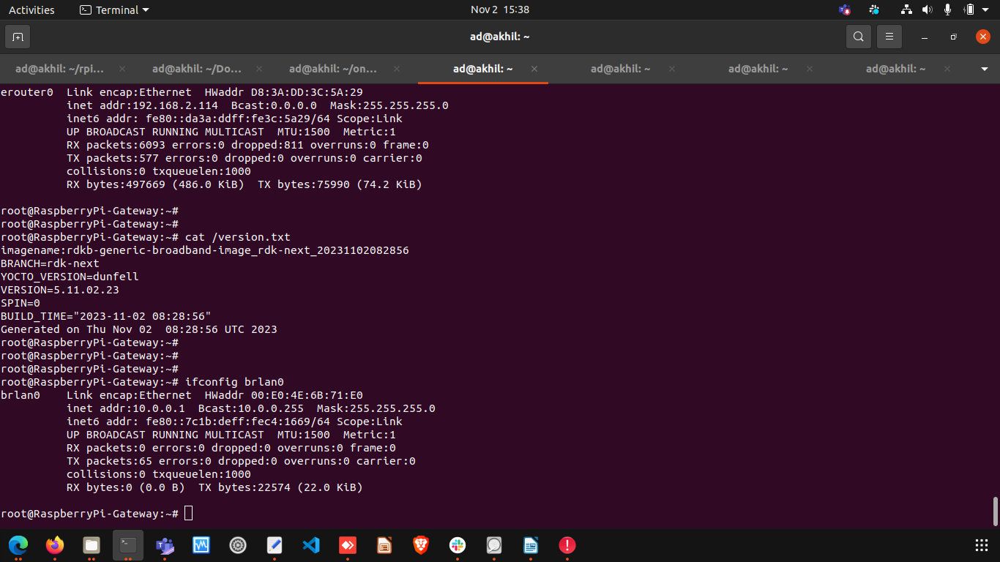 Activities
Terminal
Nov 2 15:38
ad@akhil: ~
ad@akhil: ~/rpi...
ad@akhil: ~/Do...
ad@akhil: ~/on...
ad@akhil: ~
ad@akhil: ~
ad@akhil: ~
ad@akhil: ~
erouter0  Link encap:Ethernet  HWaddr D8:3A:DD:3C:5A:29
          inet addr:192.168.2.114  Bcast:0.0.0.0  Mask:255.255.255.0
          inet6 addr: fe80::da3a:ddff:fe3c:5a29/64 Scope:Link
          UP BROADCAST RUNNING MULTICAST  MTU:1500  Metric:1
          RX packets:6093 errors:0 dropped:811 overruns:0 frame:0
          TX packets:577 errors:0 dropped:0 overruns:0 carrier:0
          collisions:0 txqueuelen:1000
          RX bytes:497669 (486.0 KiB)  TX bytes:75990 (74.2 KiB)
root@RaspberryPi-Gateway:~#
root@RaspberryPi-Gateway:~#
root@RaspberryPi-Gateway:~# cat /version.txt
imagename:rdkb-generic-broadband-image_rdk-next_20231102082856
BRANCH=rdk-next
YOCTO_VERSION=dunfell
VERSION=5.11.02.23
SPIN=0
BUILD_TIME="2023-11-02 08:28:56"
Generated on Thu Nov 02  08:28:56 UTC 2023
root@RaspberryPi-Gateway:~#
root@RaspberryPi-Gateway:~#
root@RaspberryPi-Gateway:~#
root@RaspberryPi-Gateway:~# ifconfig brlan0
brlan0    Link encap:Ethernet  HWaddr 00:E0:4E:6B:71:E0
          inet addr:10.0.0.1  Bcast:10.0.0.255  Mask:255.255.255.0
          inet6 addr: fe80::7c1b:deff:fec4:1669/64 Scope:Link
          UP BROADCAST RUNNING MULTICAST  MTU:1500  Metric:1
          RX packets:0 errors:0 dropped:0 overruns:0 frame:0
          TX packets:65 errors:0 dropped:0 overruns:0 carrier:0
          collisions:0 txqueuelen:1000
          RX bytes:0 (0.0 B)  TX bytes:22574 (22.0 KiB)
root@RaspberryPi-Gateway:~#